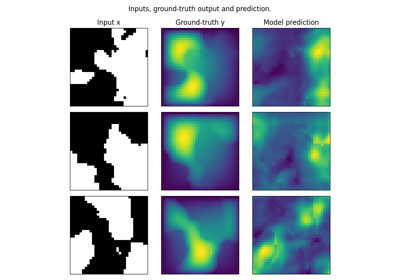 Inputs, ground-truth output and prediction.
Input x
Ground-truth y
Model prediction